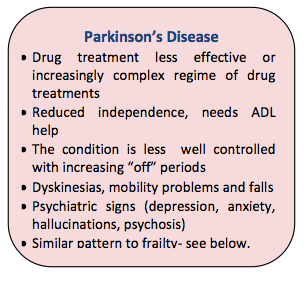 Parkinson's Disease
• Drug treatment less effective or
increasingly complex regime of drug
treatments
• Reduced independence, needs ADL
help
• The condition is less well controlled
with increasing "off" periods
• Dyskinesias, mobility problems and falls
• Psychiatric signs (depression, anxiety,
hallucinations, psychosis)
• Similar pattern to frailty- see below.